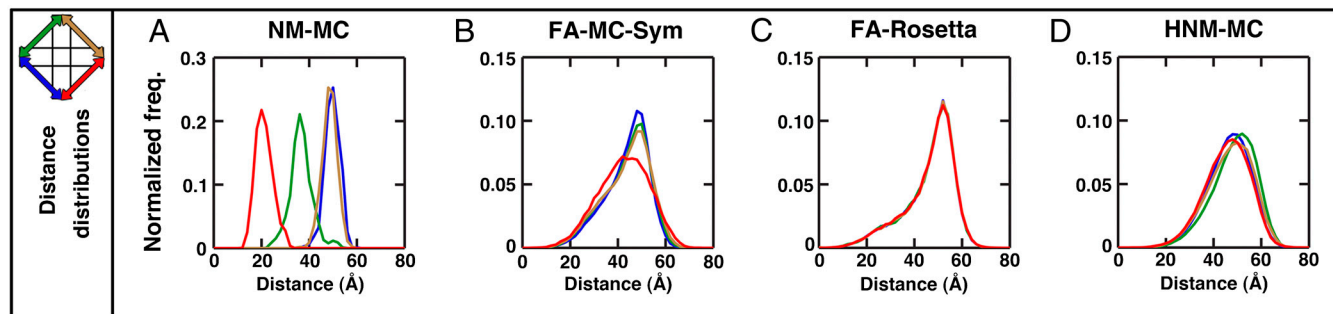 Distance
distributions
A NM-MC
Normalized freq.
0.3
0.2
0.1
0
0 20 40 60 80
Distance (Å)
B FA-MC-Sym
0.15
0.10
0.05
0
0 20 40 60 80
Distance (Å)
C FA-Rosetta
0.15
0.10
0.05
0
0 20 40 60 80
Distance (Å)
D HNM-MC
0.15
0.10
0.05
0
0 20 40 60 80
Distance (Å)